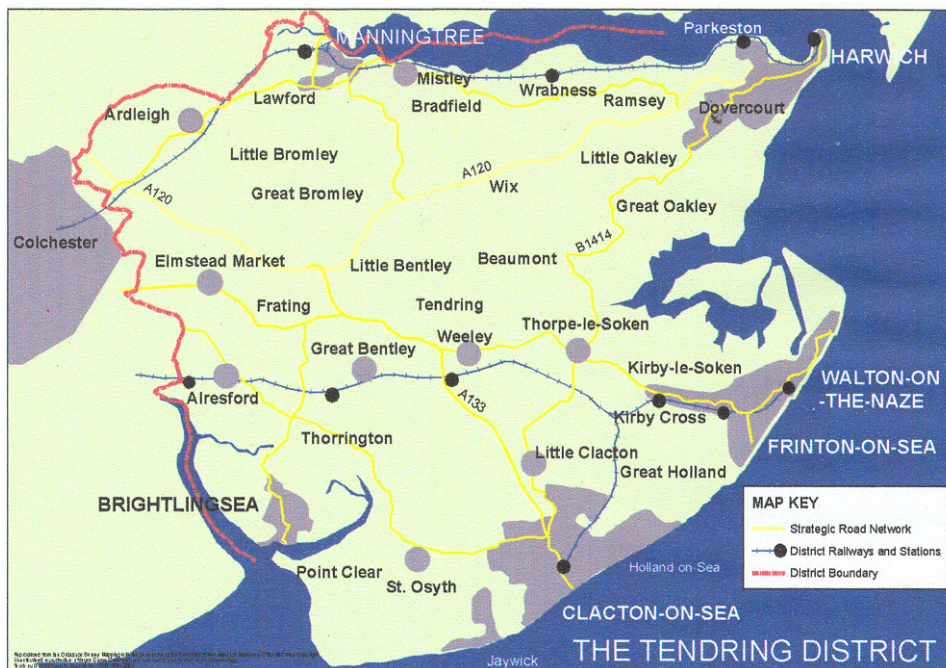 MANNINGTREE
Parkeston
HARWICH
Mistley
Wrabness
Lawford
Bradfield
Ramsey
Dovercourt
Ardleigh
Little Bromley
Little Oakley
A120
A120
Wix
Great Bromley
Great Oakley
Colchester
B1414
Elmstead Market
Little Bentley
Beaumont
Frating
Tendring
Thorpe-le-Soken
Weeley
Great Bentley
Kirby-le-Soken
WALTON-ON
-THE-NAZE
Alresford
A133
Kirby Cross
Thorrington
FRINTON-ON-SEA
Little Clacton
Great Holland
BRIGHTLINGSEA
MAP KEY
Strategic Road Network
District Railways and Stations
District Boundary
Holland-on-Sea
Point Clear
St. Osyth
CLACTON-ON-SEA
THE TENDRING DISTRICT
Jaywick